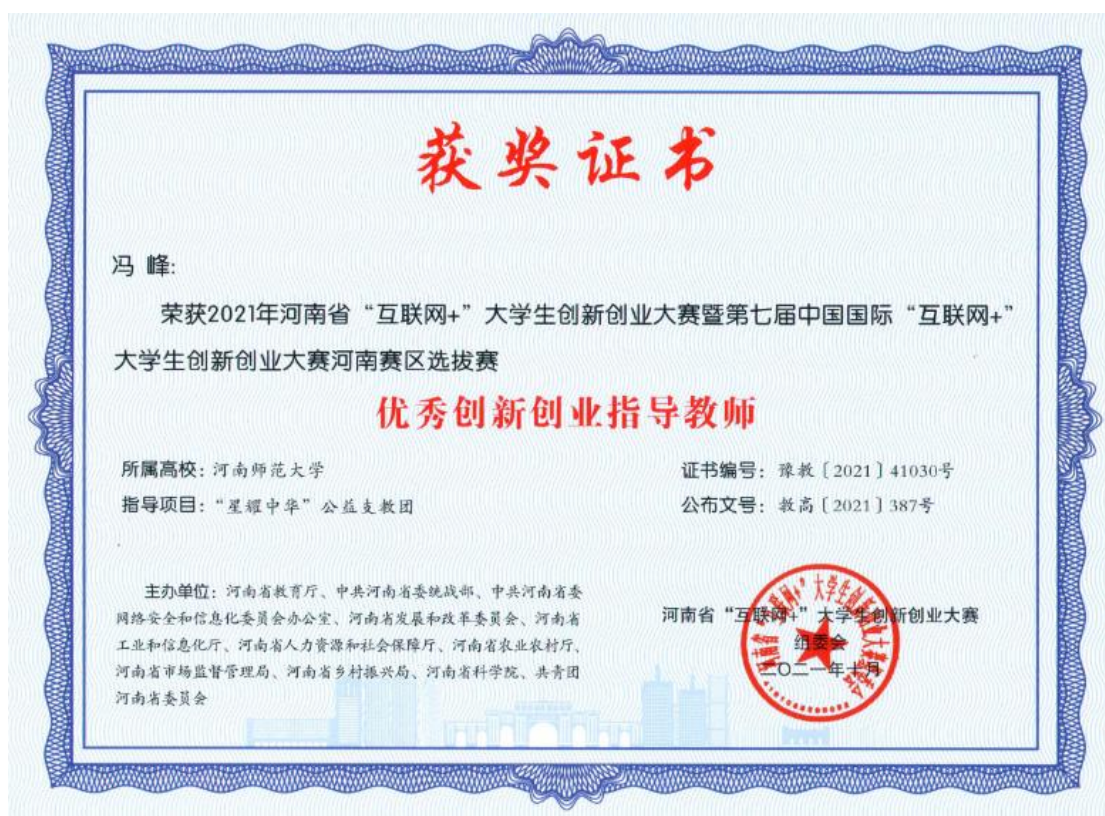 获奖证书
冯 峰:
荣获2021年河南省“互联网+”大学生创新创业大赛暨第七届中国国际“互联网+”
大学生创新创业大赛河南赛区选拔赛
优秀创新创业指导教师
所属高校:河南师范大学
证书编号:豫教〔2021〕41030号
指导项目:“星耀中华”公益支教团
公布文号:教高〔2021〕387号
主办单位:河南省教育厅、中共河南省委统战部、中共河南省委
网络安全和信息化委员会办公室、河南省发展和改革委员会、河南省
工业和信息化厅、河南省人力资源和社会保障厅、河南省农业农村厅、
河南省市场监督管理局、河南省乡村振兴局、河南省科学院、共青团
河南省委员会
河南省“互联网+”大学生创新创业大赛
组委会
二〇二一年十月